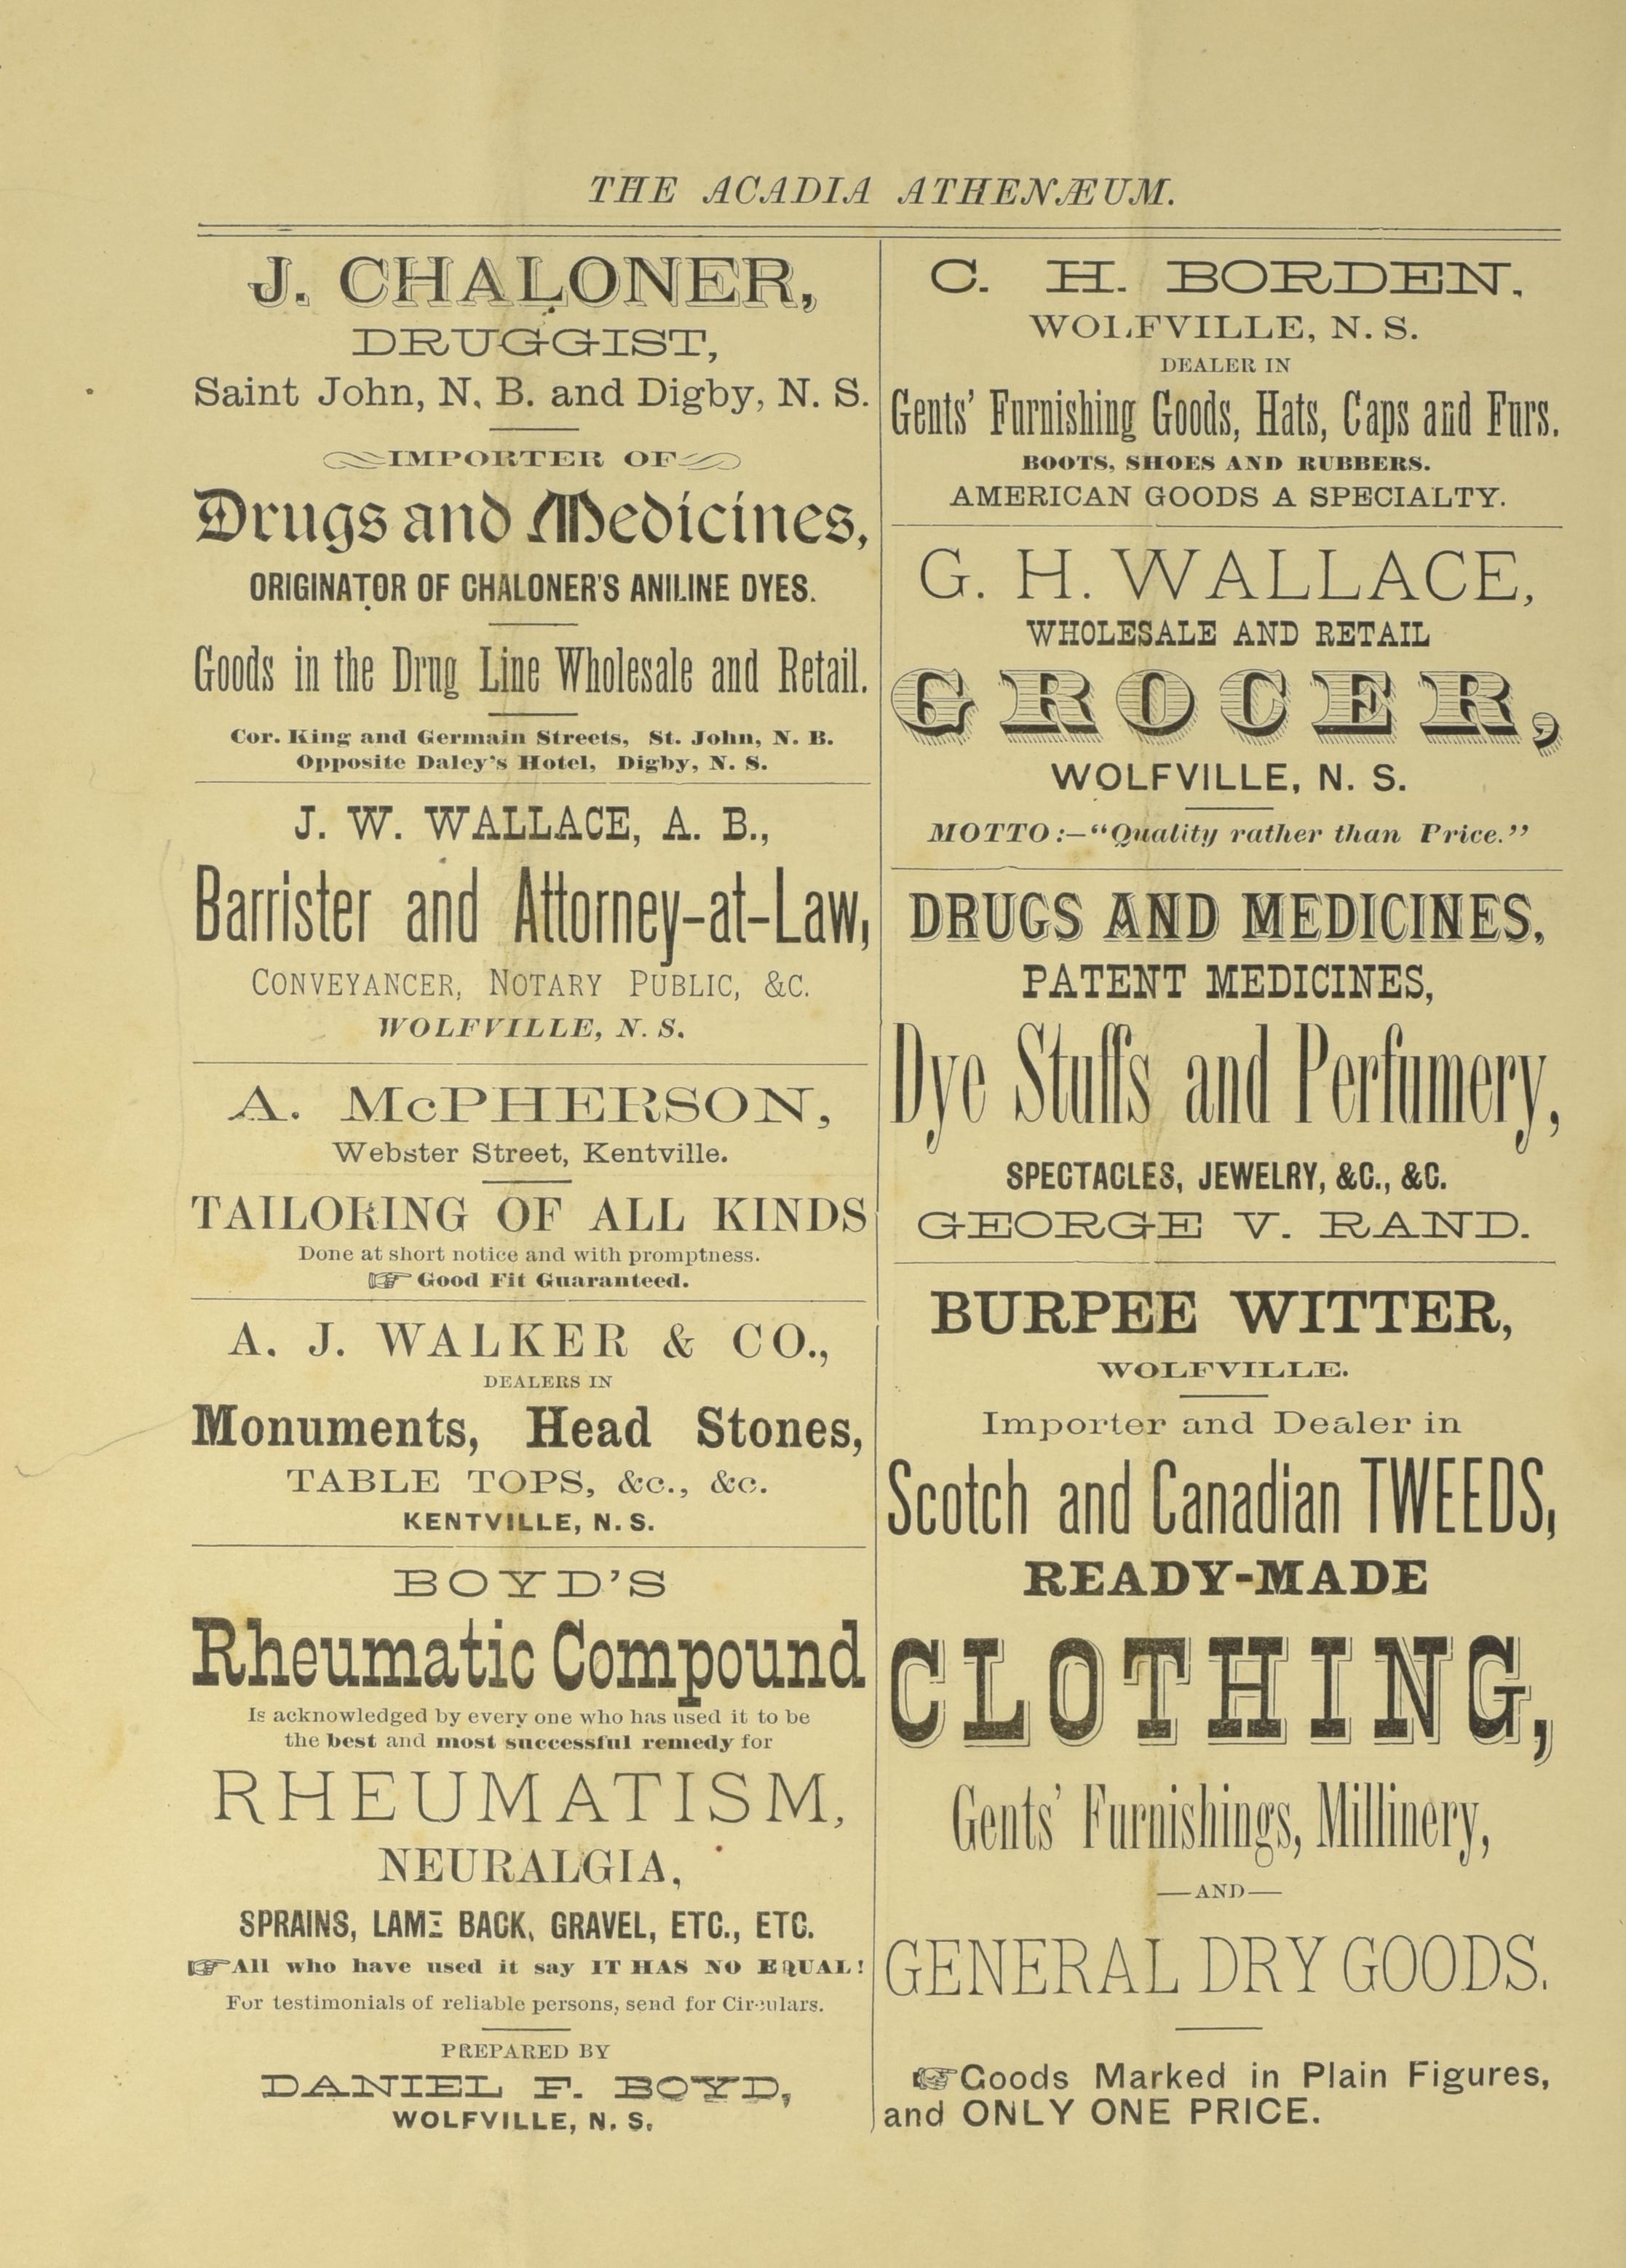 THE ACADIA ATHENÆUM.
J. CHALONER,
DRUGGIST,
Saint John, N. B. and Digby, N. S.
IMPORTER OF
Drugs and Medicines,
ORIGINATOR OF CHALONER'S ANILINE DYES.
Goods in the Drug Line Wholesale and Retail.
Cor. King and Germain Streets, St. John, N. B.
Opposite Daley's Hotel, Digby, N. S.
J. W. WALLACE, A. B.,
Barrister and Attorney-at-Law,
CONVEYANCER, NOTARY PUBLIC, &C.
WOLFVILLE, N. S.
A. McPHERSON,
Webster Street, Kentville.
TAILORING OF ALL KINDS
Done at short notice and with promptness.
☞ Good Fit Guaranteed.
A. J. WALKER & CO.,
DEALERS IN
Monuments, Head Stones,
TABLE TOPS, &c., &c.
KENTVILLE, N. S.
BOYD'S
Rheumatic Compound
Is acknowledged by every one who has used it to be
the best and most successful remedy for
RHEUMATISM,
NEURALGIA,
SPRAINS, LAME BACK, GRAVEL, ETC., ETC.
☞All who have used it say IT HAS NO EQUAL!
For testimonials of reliable persons, send for Circulars.
PREPARED BY
DANIEL F. BOYD,
WOLFVILLE, N. S.
C. H. BORDEN,
WOLFVILLE, N. S.
DEALER IN
Gents' Furnishing Goods, Hats, Caps and Furs.
BOOTS, SHOES AND RUBBERS.
AMERICAN GOODS A SPECIALTY.
G. H. WALLACE,
WHOLESALE AND RETAIL
GROCER,
WOLFVILLE, N. S.
MOTTO :—"Quality rather than Price."
DRUGS AND MEDICINES,
PATENT MEDICINES,
Dye Stuffs and Perfumery,
SPECTACLES, JEWELRY, &C., &C.
GEORGE V. RAND.
BURPEE WITTER,
WOLFVILLE.
Importer and Dealer in
Scotch and Canadian TWEEDS,
READY-MADE
CLOTHING,
Gents' Furnishings, Millinery,
—AND—
GENERAL DRY GOODS.
☞Goods Marked in Plain Figures,
and ONLY ONE PRICE.